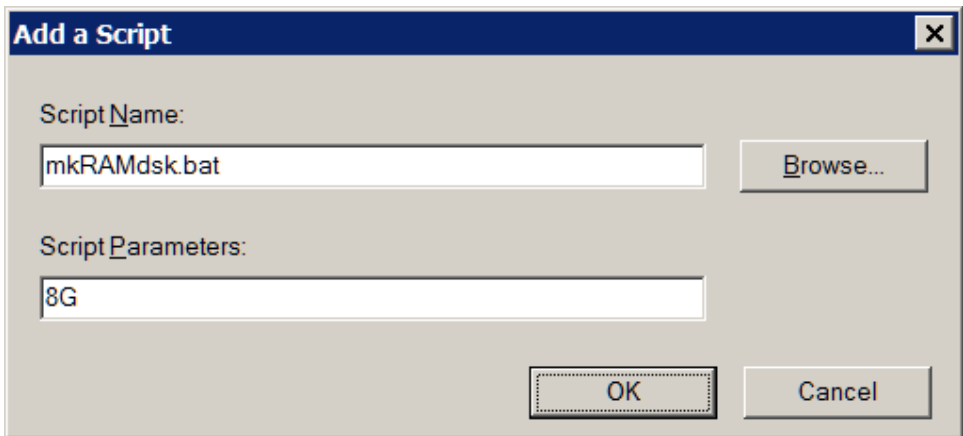 Add a Script
Script Name:
mkRAMdsk.bat
Browse...
Script Parameters:
8G
OK
Cancel